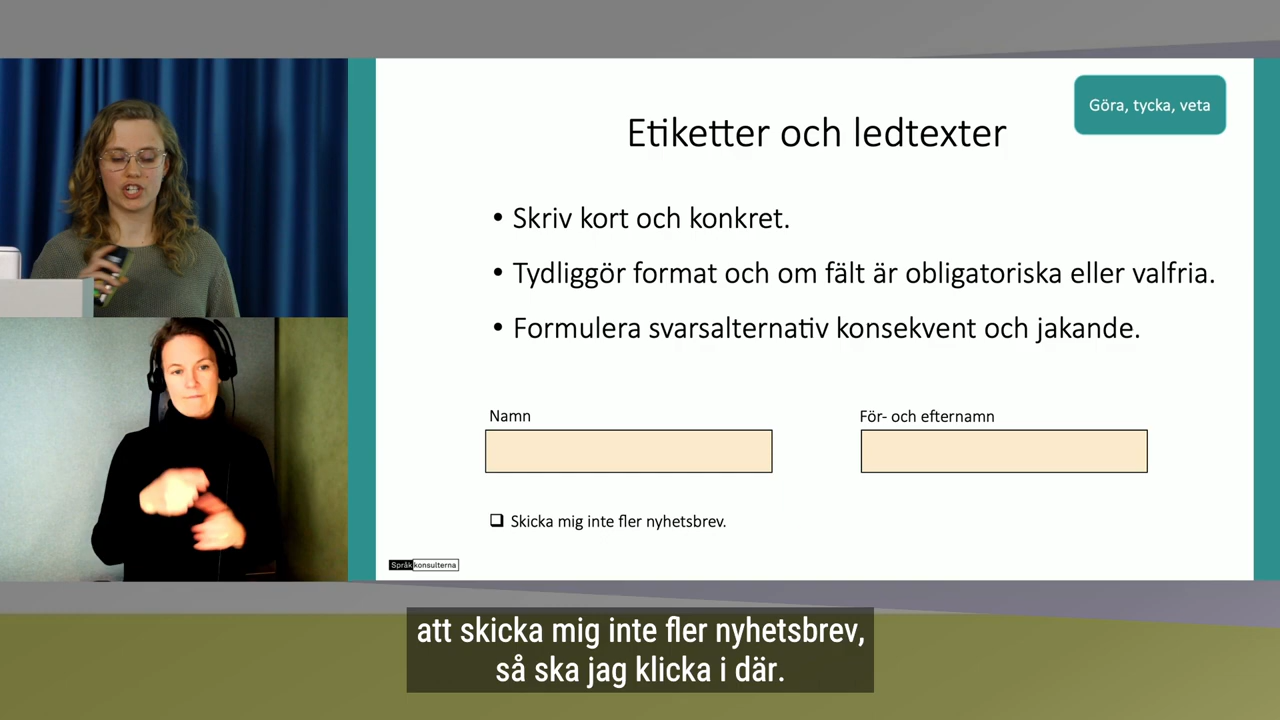 Göra, tycka, veta
Etiketter och ledtexter
• Skriv kort och konkret.
• Tydliggör format och om fält är obligatoriska eller valfria.
• Formulera svarsalternativ konsekvent och jakande.
Namn
För- och efternamn
❑ Skicka mig inte fler nyhetsbrev.
Språkkonsulterna
att skicka mig inte fler nyhetsbrev,
så ska jag klicka i där.